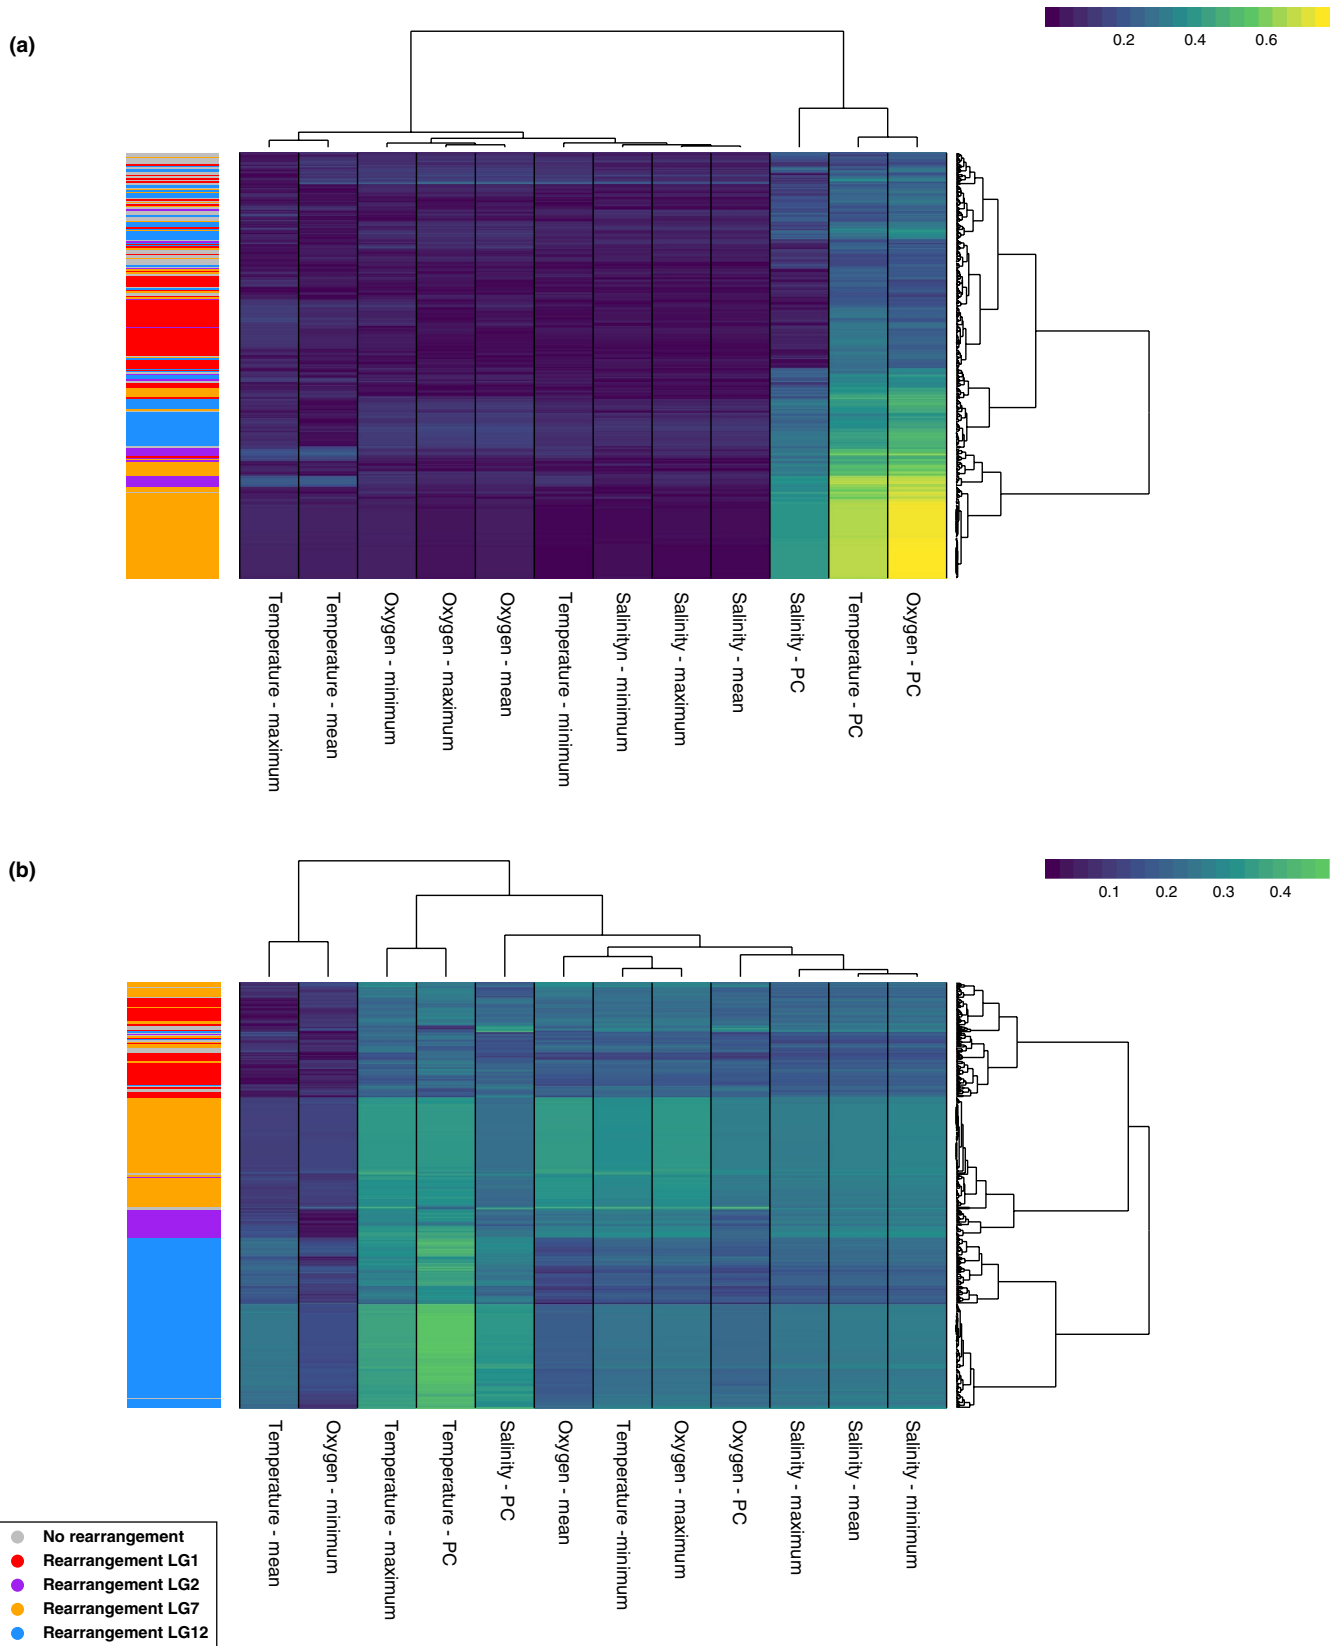 (a)
0.2 0.4 0.6
Temperature - maximum
Temperature - mean
Oxygen - minimum
Oxygen - maximum
Oxygen - mean
Temperature - minimum
Salinityn - minimum
Salinity - maximum
Salinity - mean
Salinity - PC
Temperature - PC
Oxygen - PC
(b)
0.1 0.2 0.3 0.4
Temperature - mean
Oxygen - minimum
Temperature - maximum
Temperature - PC
Salinity - PC
Oxygen - mean
Temperature -minimum
Oxygen - maximum
Oxygen - PC
Salinity - maximum
Salinity - mean
Salinity - minimum
No rearrangement
Rearrangement LG1
Rearrangement LG2
Rearrangement LG7
Rearrangement LG12